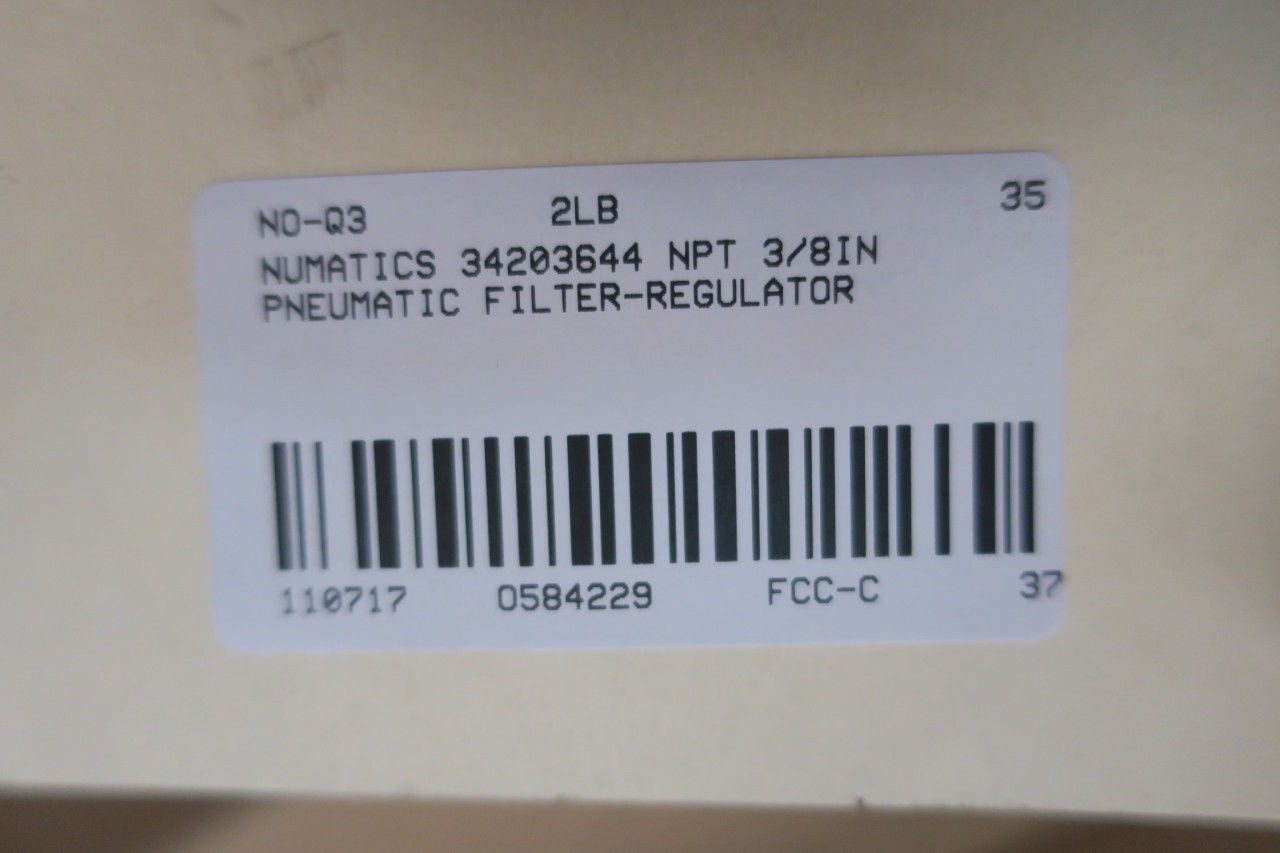 NO-Q3 2LB 35
NUMATICS 34203644 NPT 3/8IN
PNEUMATIC FILTER-REGULATOR
110717 0584229 FCC-C 37